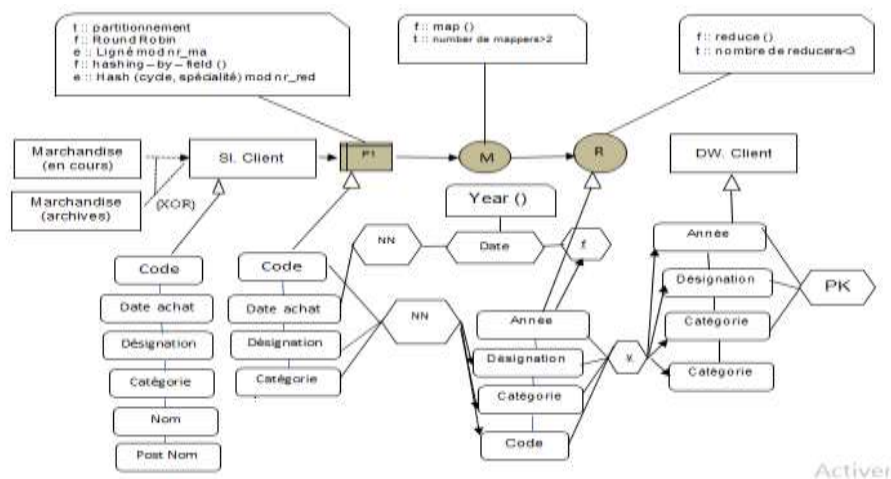 t :: partitionnement
f :: Round Robin
e :: Ligné mod nr_ma
f :: hashing–by–field ()
e :: Hash (cycle, spécialité) mod nr_red
f :: map ()
t :: number de mappers>2
f :: reduce ()
t :: nombre de reducers<3
Marchandise
(en cours)
SI. Client
P1
M
R
DW. Client
Marchandise
(archives)
(XOR)
Year ()
NN
Date
f
Année
Code
Code
Désignation
PK
Date achat
Date achat
NN
Année
Catégorie
Désignation
Désignation
Désignation
Catégorie
Catégorie
Catégorie
Catégorie
Nom
Code
Post Nom
Activer